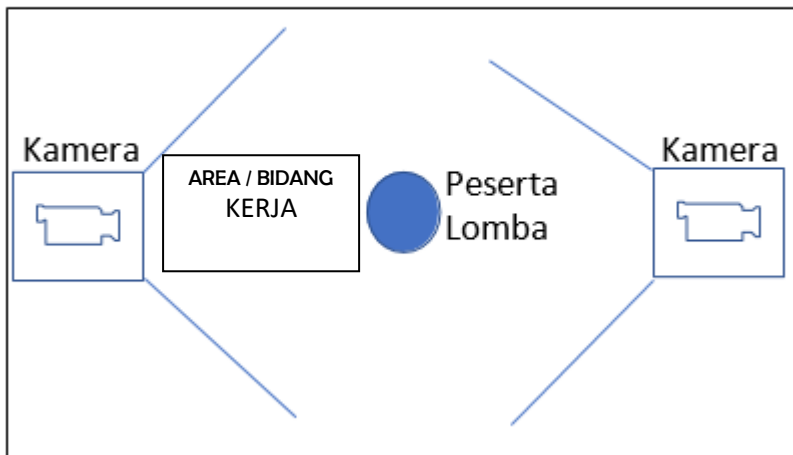 Kamera
AREA / BIDANG
KERJA
Peserta
Lomba
Kamera